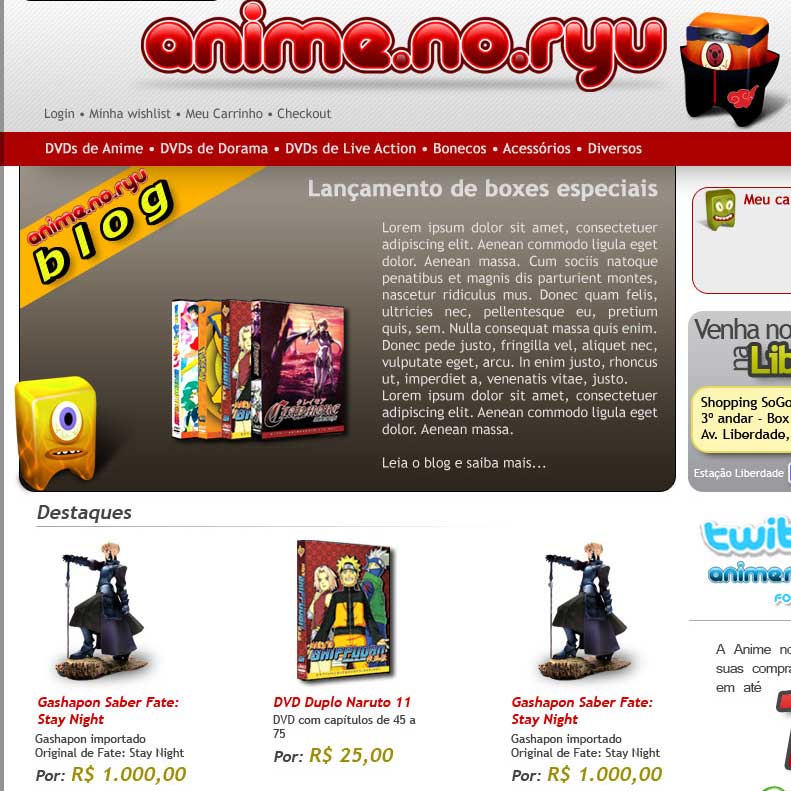 anime.no.ryu
Login • Minha wishlist • Meu Carrinho • Checkout
DVDs de Anime • DVDs de Dorama • DVDs de Live Action • Bonecos • Acessórios • Diversos
anime.no.ryu
blog
Lançamento de boxes especiais
Lorem ipsum dolor sit amet, consectetuer
adipiscing elit. Aenean commodo ligula eget
dolor. Aenean massa. Cum sociis natoque
penatibus et magnis dis parturient montes,
nascetur ridiculus mus. Donec quam felis,
ultricies nec, pellentesque eu, pretium
quis, sem. Nulla consequat massa quis enim.
Donec pede justo, fringilla vel, aliquet nec,
vulputate eget, arcu. In enim justo, rhoncus
ut, imperdiet a, venenatis vitae, justo.
Lorem ipsum dolor sit amet, consectetuer
adipiscing elit. Aenean commodo ligula eget
dolor. Aenean massa.
Leia o blog e saiba mais...
Meu ca
Venha no
na Lib
Shopping SoGo
3º andar - Box
Av. Liberdade,
Estação Liberdade
twit
animen
FO
A Anime no
suas compra
em até
Destaques
Gashapon Saber Fate:
Stay Night
Gashapon importado
Original de Fate: Stay Night
Por: R$ 1.000,00
DVD Duplo Naruto 11
DVD com capítulos de 45 a
75
Por: R$ 25,00
Gashapon Saber Fate:
Stay Night
Gashapon importado
Original de Fate: Stay Night
Por: R$ 1.000,00